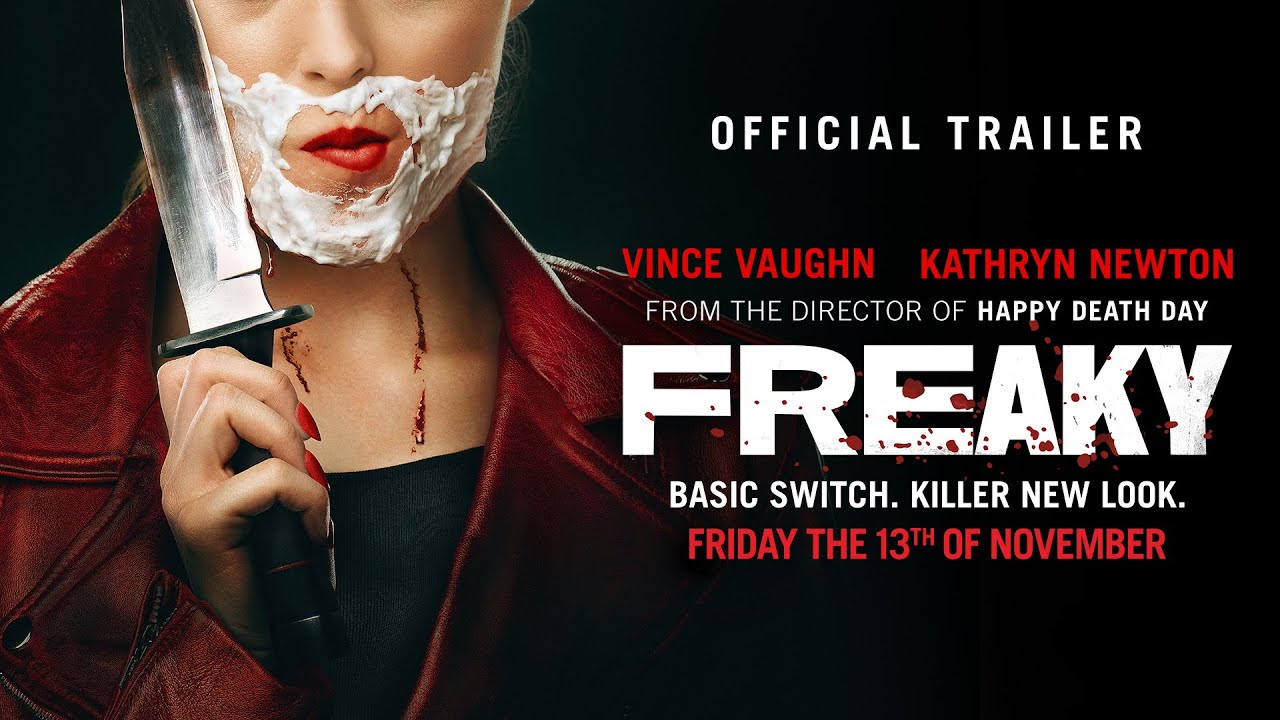 OFFICIAL TRAILER
VINCE VAUGHN KATHRYN NEWTON
FROM THE DIRECTOR OF HAPPY DEATH DAY
FREAKY
BASIC SWITCH. KILLER NEW LOOK.
FRIDAY THE 13TH OF NOVEMBER